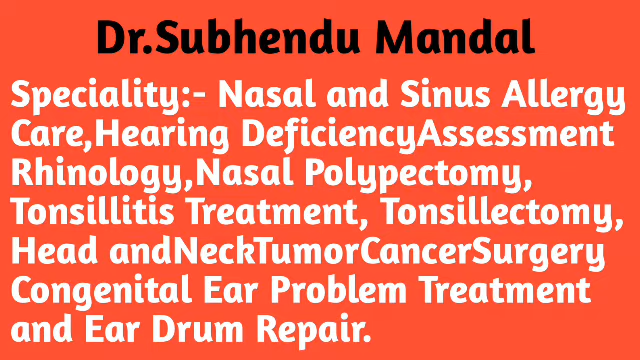 Dr.Subhendu Mandal
Speciality:- Nasal and Sinus Allergy
Care,Hearing DeficiencyAssessment
Rhinology,Nasal Polypectomy,
Tonsillitis Treatment, Tonsillectomy,
Head andNeckTumorCancerSurgery
Congenital Ear Problem Treatment
and Ear Drum Repair.